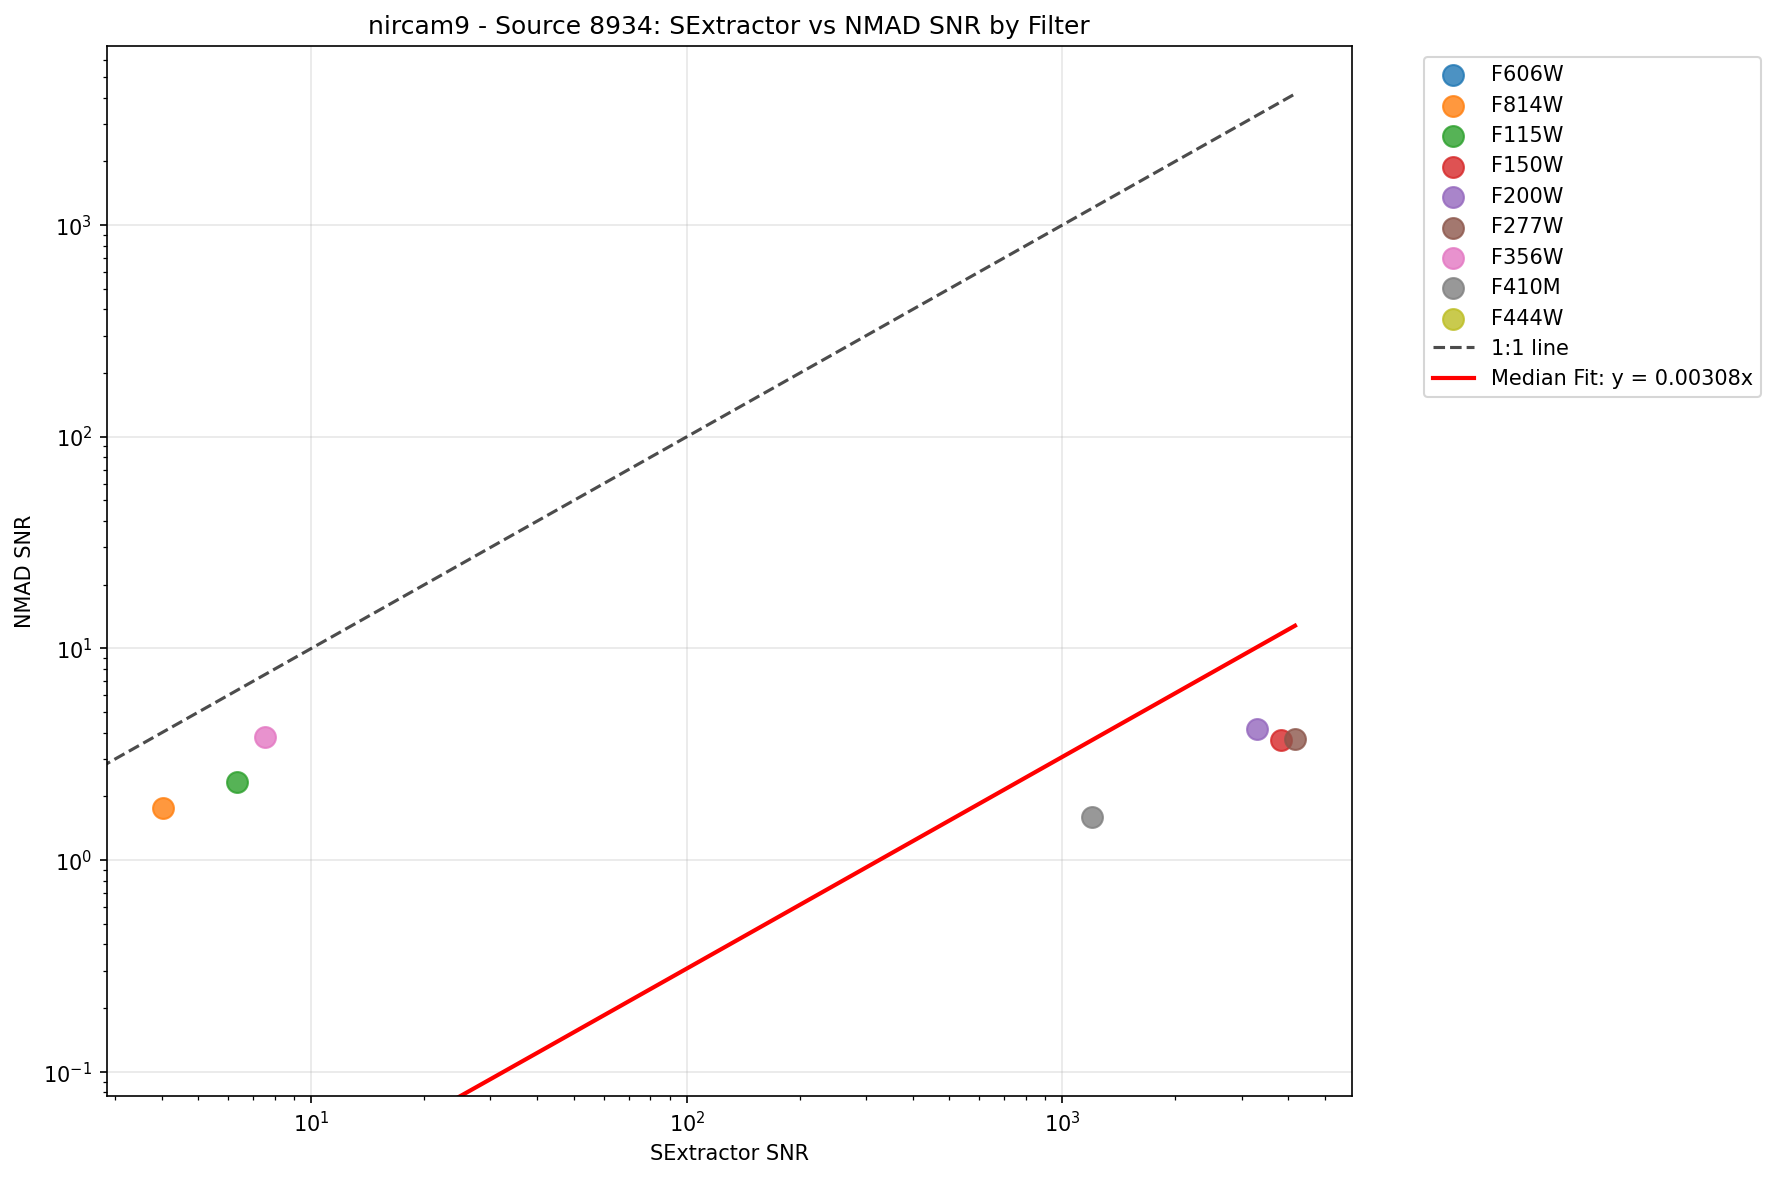 nircam9 - Source 8934: SExtractor vs NMAD SNR by Filter
F606W
F814W
F115W
F150W
F200W
F277W
F356W
F410M
F444W
1:1 line
Median Fit: y = 0.00308x
NMAD SNR
10³
10²
10¹
10⁰
10⁻¹
10¹ 10² 10³
SExtractor SNR